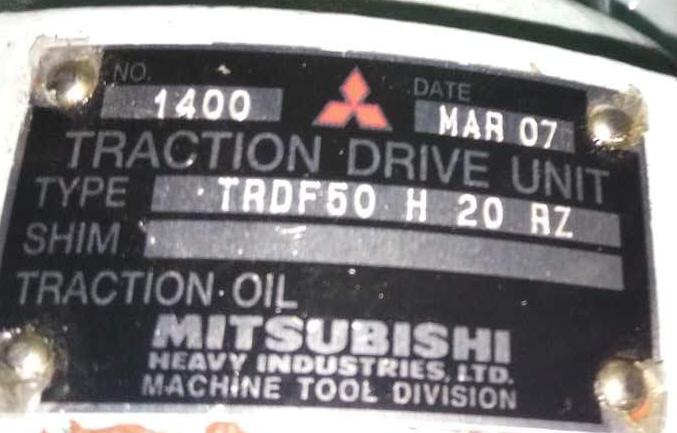 NO. 1400 DATE MAR 07
TRACTION DRIVE UNIT
TYPE TRDF50 H 20 RZ
SHIM
TRACTION OIL
MITSUBISHI
HEAVY INDUSTRIES, LTD.
MACHINE TOOL DIVISION